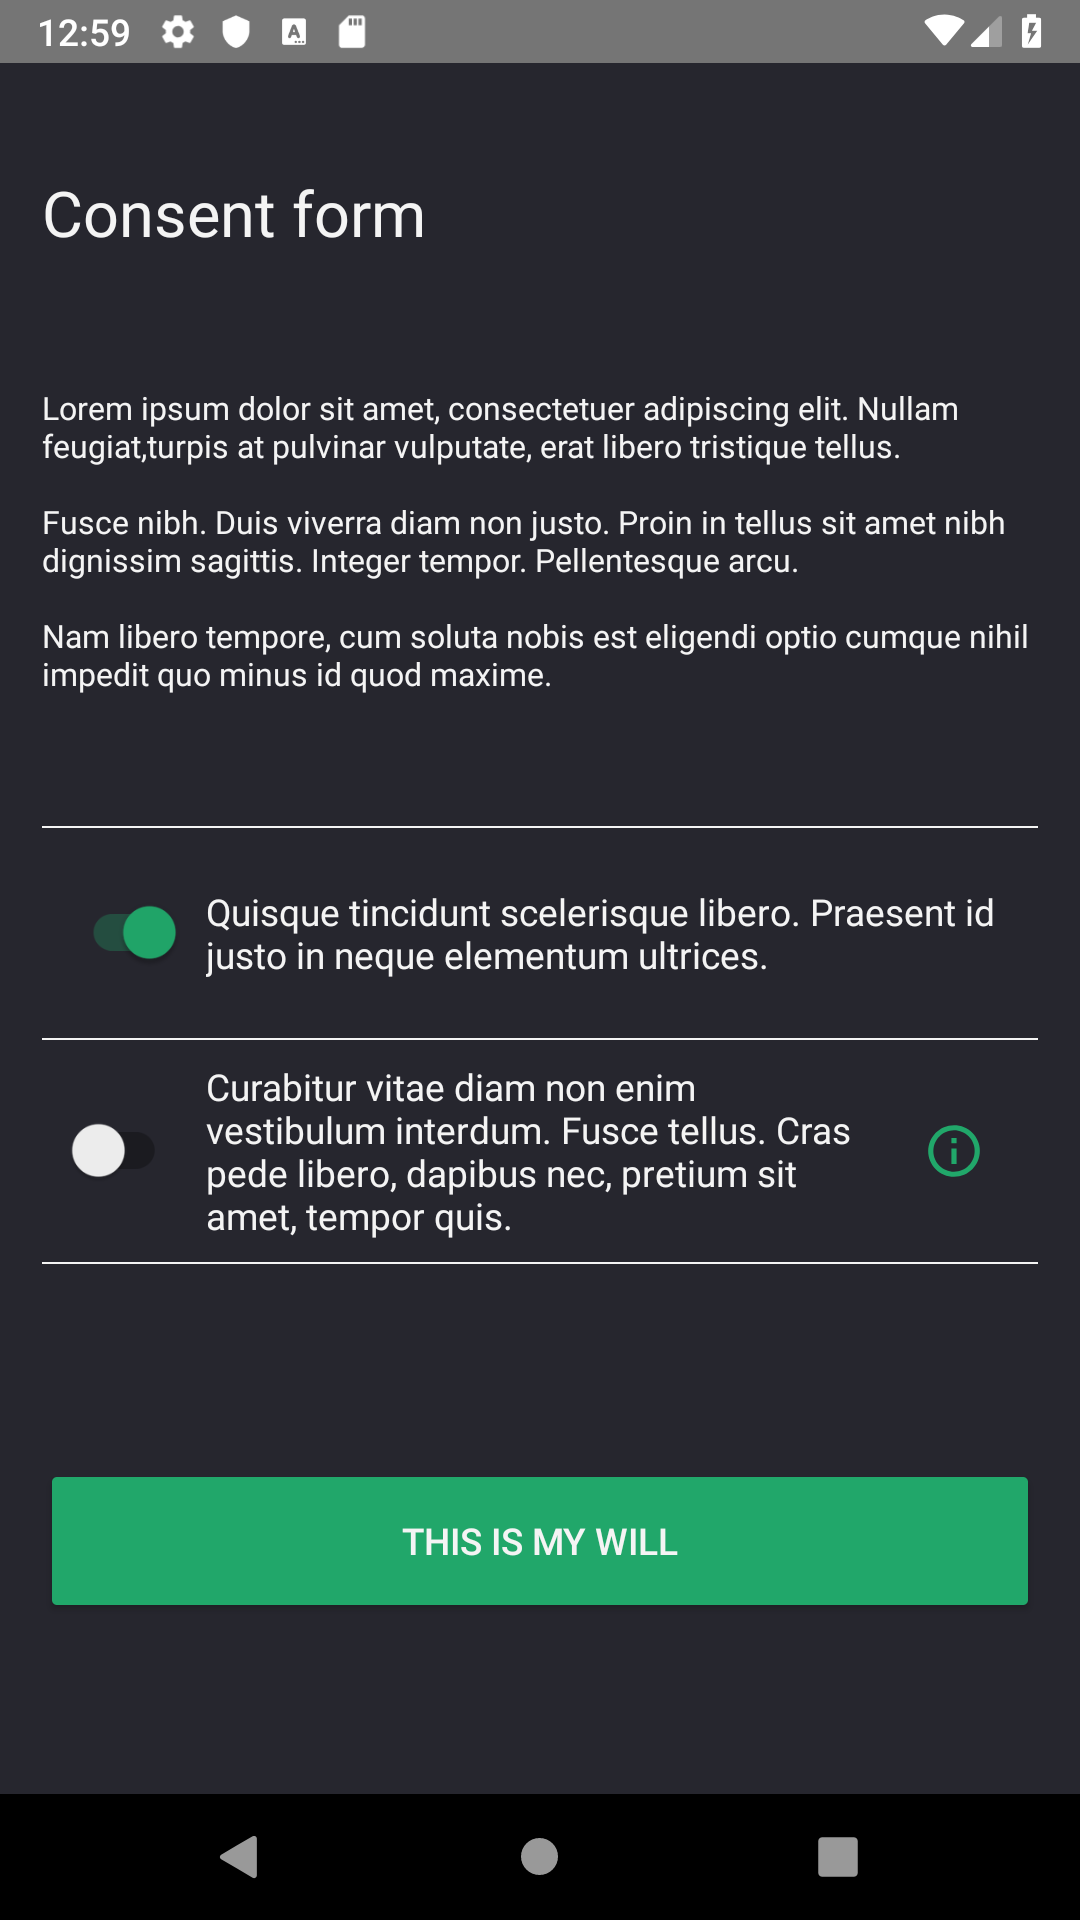 12:59
Consent form
Lorem ipsum dolor sit amet, consectetuer adipiscing elit. Nullam
feugiat,turpis at pulvinar vulputate, erat libero tristique tellus.
Fusce nibh. Duis viverra diam non justo. Proin in tellus sit amet nibh
dignissim sagittis. Integer tempor. Pellentesque arcu.
Nam libero tempore, cum soluta nobis est eligendi optio cumque nihil
impedit quo minus id quod maxime.
Quisque tincidunt scelerisque libero. Praesent id
justo in neque elementum ultrices.
Curabitur vitae diam non enim
vestibulum interdum. Fusce tellus. Cras
pede libero, dapibus nec, pretium sit
amet, tempor quis.
THIS IS MY WILL